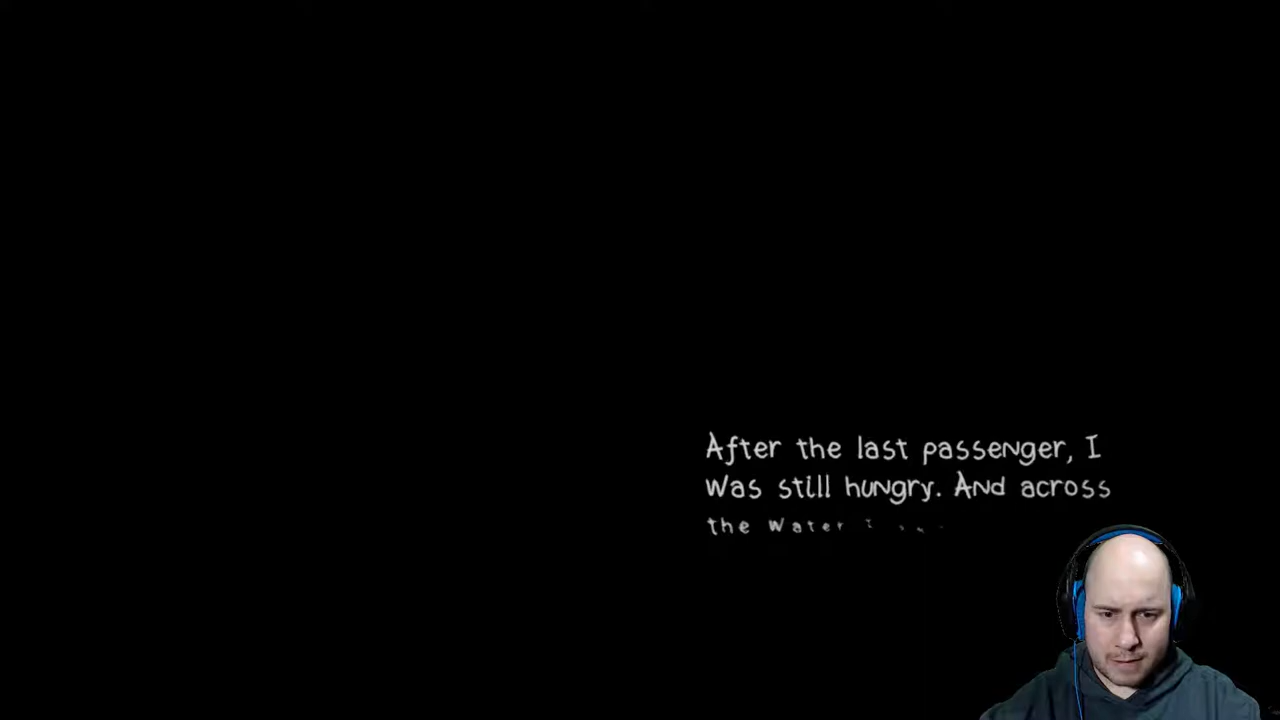 After the last passenger, I
was still hungry. And across
the water I